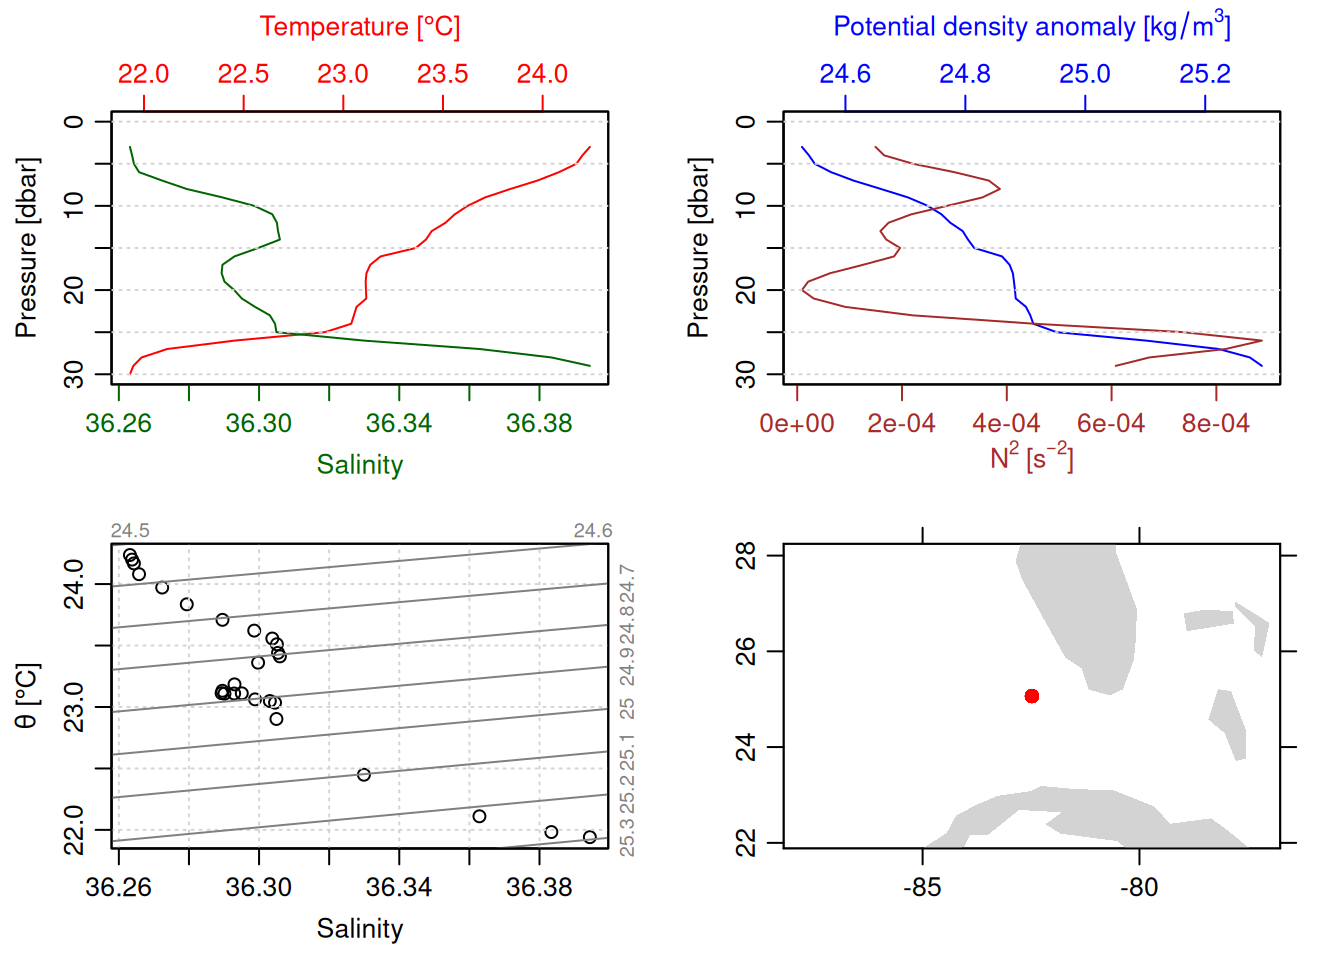 Temperature [°C]
22.0 22.5 23.0 23.5 24.0
Pressure [dbar]
0
10
20
30
36.26 36.30 36.34 36.38
Salinity
Potential density anomaly [kg/m³]
24.6 24.8 25.0 25.2
Pressure [dbar]
0
10
20
30
0e+00 2e-04 4e-04 6e-04 8e-04
N² [s⁻²]
24.5 24.6
θ [°C]
24.0
23.0
22.0
24.7
24.8
24.9
25
25.1
25.2
25.3
36.26 36.30 36.34 36.38
Salinity
28
26
24
22
-85 -80